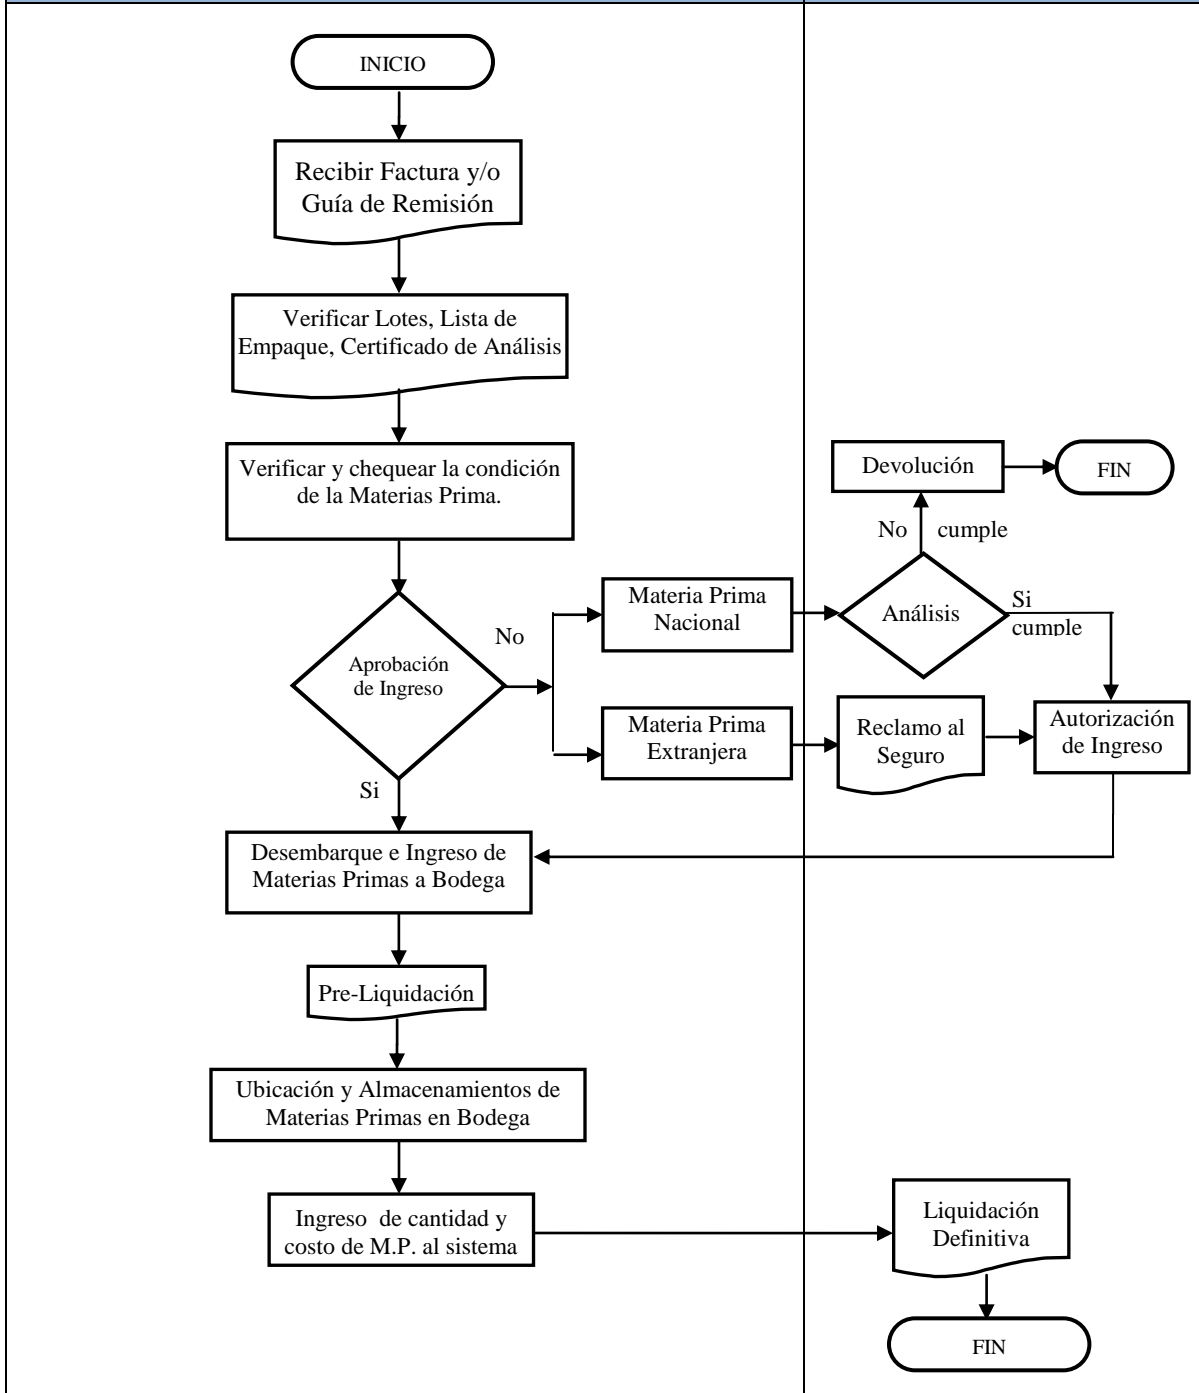 INICIO
Recibir Factura y/o
Guía de Remisión
Verificar Lotes, Lista de
Empaque, Certificado de Análisis
Verificar y chequear la condición
de la Materias Prima.
Devolución
FIN
No cumple
Materia Prima
Nacional
Análisis
Si
cumple
No
Aprobación
de Ingreso
Materia Prima
Extranjera
Reclamo al
Seguro
Autorización
de Ingreso
Si
Desembarque e Ingreso de
Materias Primas a Bodega
Pre-Liquidación
Ubicación y Almacenamientos de
Materias Primas en Bodega
Ingreso de cantidad y
costo de M.P. al sistema
Liquidación
Definitiva
FIN